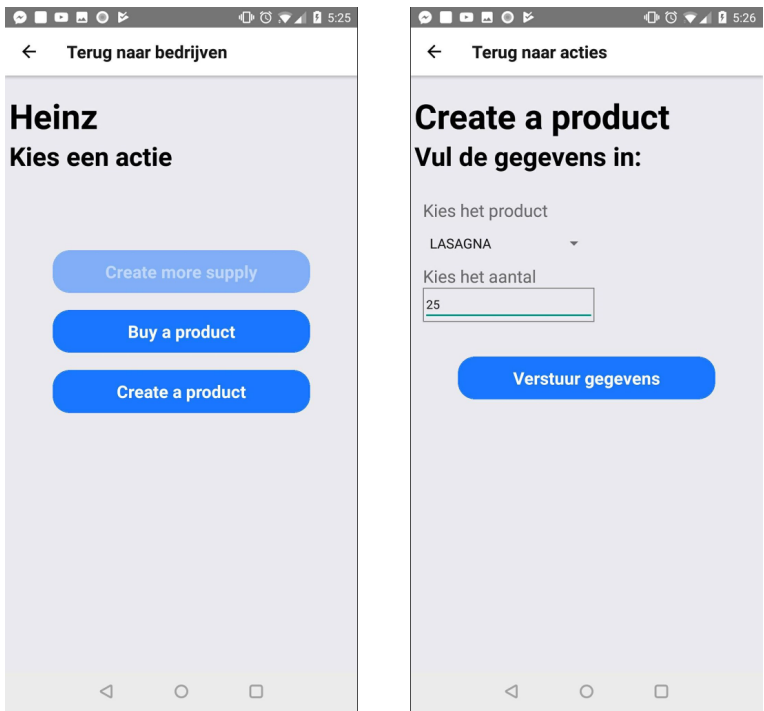 5:25
Terug naar bedrijven
Heinz
Kies een actie
Create more supply
Buy a product
Create a product
5:26
Terug naar acties
Create a product
Vul de gegevens in:
Kies het product
LASAGNA
Kies het aantal
25
Verstuur gegevens